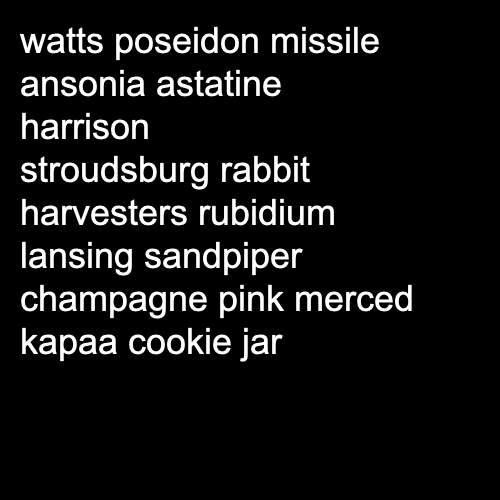 watts poseidon missile
ansonia astatine
harrison
stroudsburg rabbit
harvesters rubidium
lansing sandpiper
champagne pink merced
kapaa cookie jar